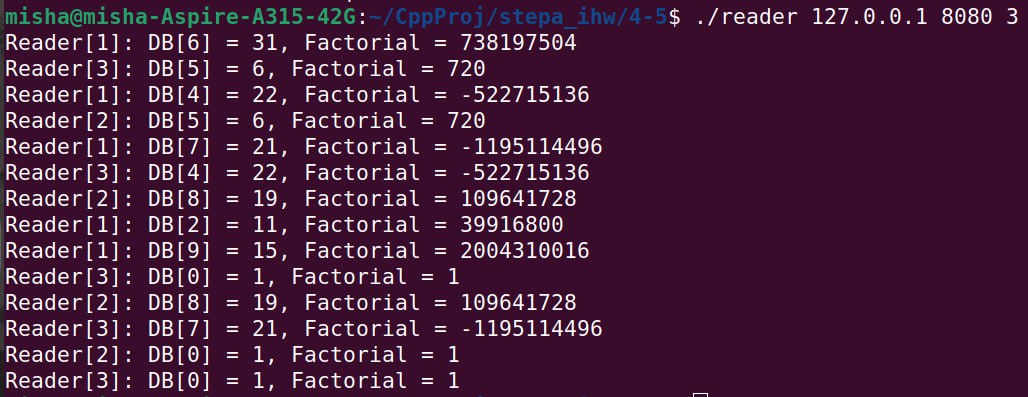 misha@misha-Aspire-A315-42G:~/CppProj/stepa_ihw/4-5$ ./reader 127.0.0.1 8080 3
Reader[1]: DB[6] = 31, Factorial = 738197504
Reader[3]: DB[5] = 6, Factorial = 720
Reader[1]: DB[4] = 22, Factorial = -522715136
Reader[2]: DB[5] = 6, Factorial = 720
Reader[1]: DB[7] = 21, Factorial = -1195114496
Reader[3]: DB[4] = 22, Factorial = -522715136
Reader[2]: DB[8] = 19, Factorial = 109641728
Reader[1]: DB[2] = 11, Factorial = 39916800
Reader[1]: DB[9] = 15, Factorial = 2004310016
Reader[3]: DB[0] = 1, Factorial = 1
Reader[2]: DB[8] = 19, Factorial = 109641728
Reader[3]: DB[7] = 21, Factorial = -1195114496
Reader[2]: DB[0] = 1, Factorial = 1
Reader[3]: DB[0] = 1, Factorial = 1